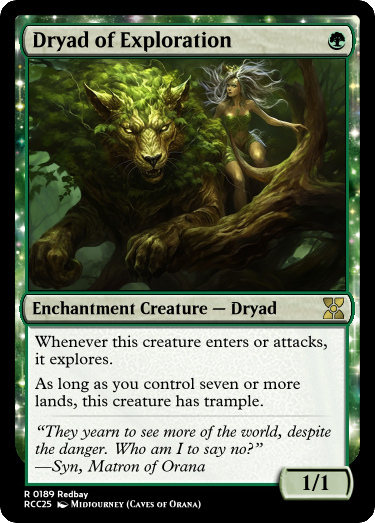 Dryad of Exploration
Enchantment Creature — Dryad
Whenever this creature enters or attacks,
it explores.
As long as you control seven or more
lands, this creature has trample.
“They yearn to see more of the world, despite
the danger. Who am I to say no?”
—Syn, Matron of Orana
1/1
R 0189 Redbay
RCC25 Midjourney (Caves of Orana)